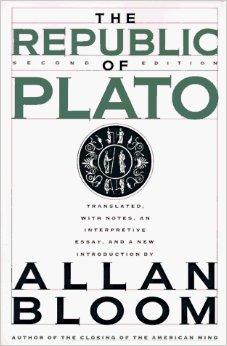 THE
REPUBLIC
SECOND OF EDITION
PLATO
TRANSLATED,
WITH NOTES, AN
INTERPRETIVE
ESSAY, AND A NEW
INTRODUCTION BY
ALLAN
BLOOM
AUTHOR OF THE CLOSING OF THE AMERICAN MIND